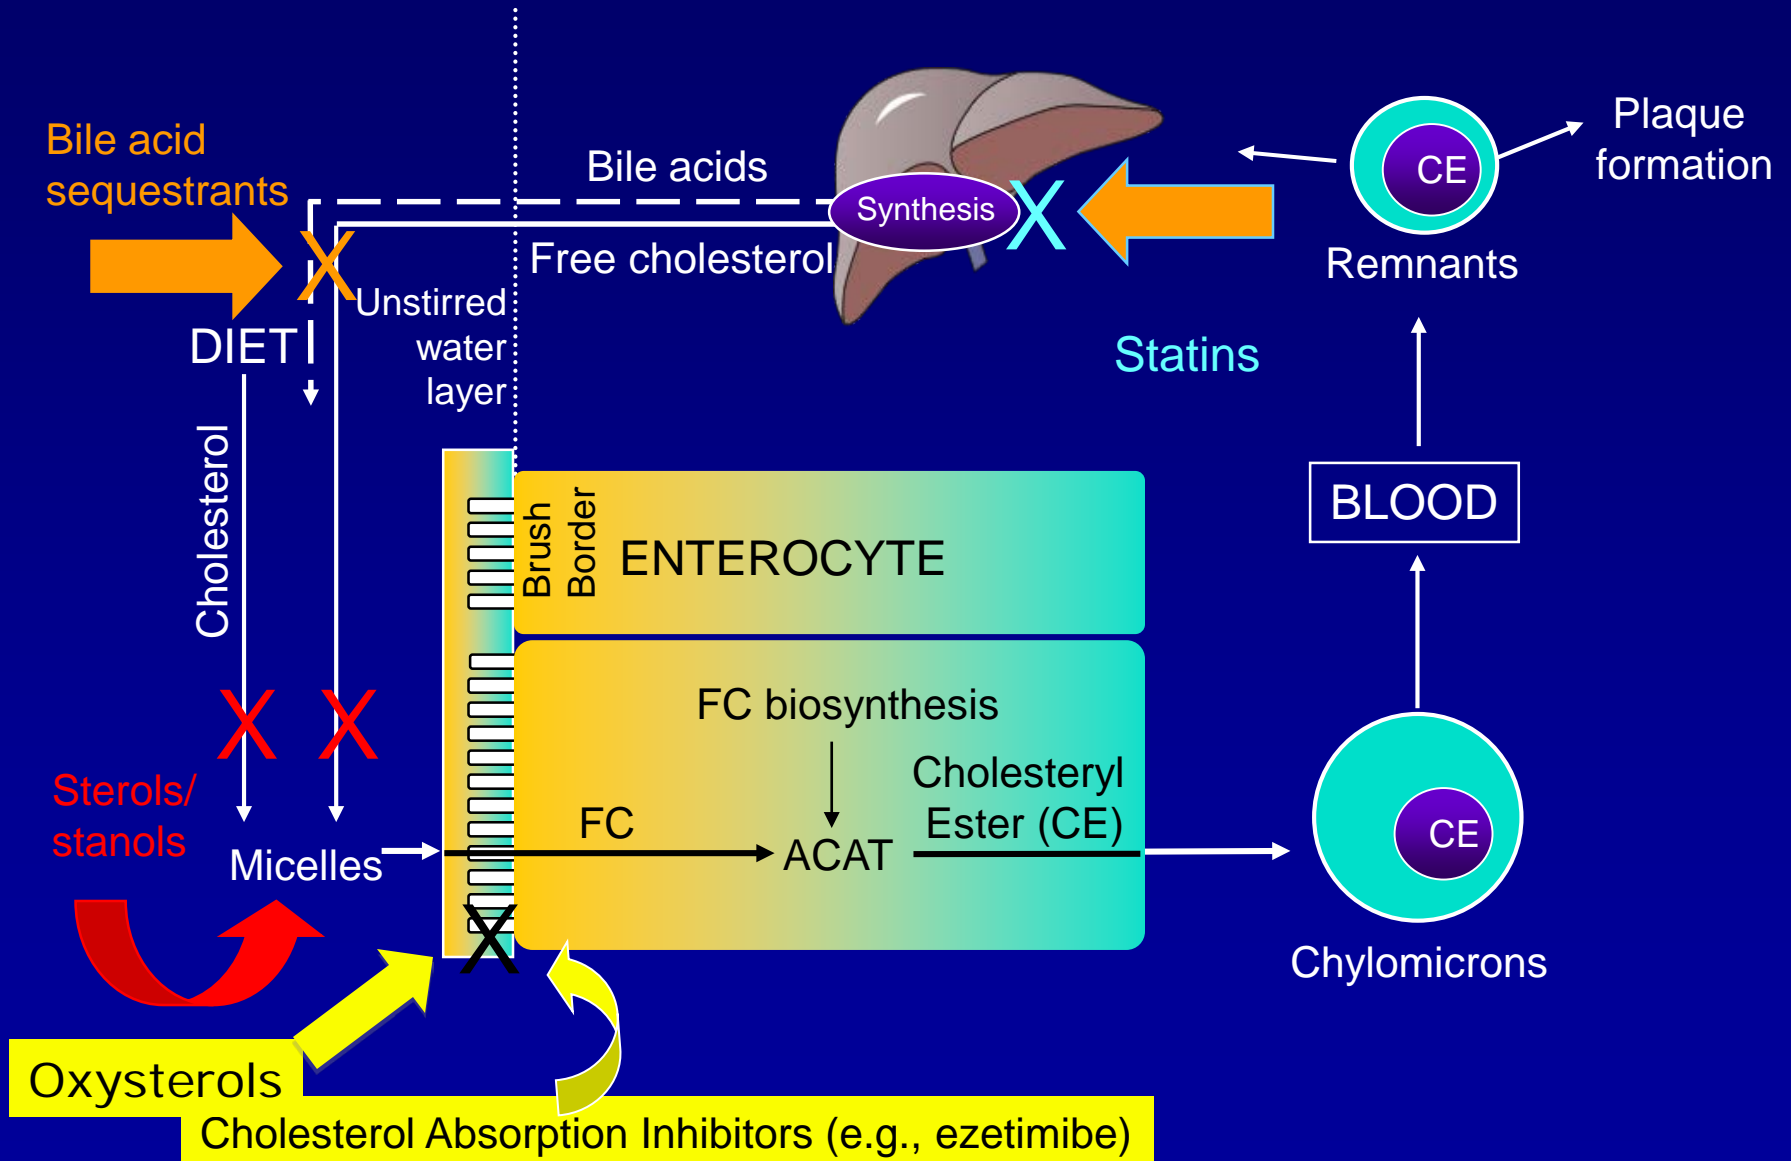 Bile acid
sequestrants
Bile acids
Synthesis
X
CE
Plaque
formation
X
Free cholesterol
Remnants
Unstirred
water
layer
DIET
Statins
Cholesterol
Brush
Border
ENTEROCYTE
BLOOD
X
X
FC biosynthesis
Sterols/
stanols
Cholesteryl
Ester (CE)
FC
ACAT
CE
Micelles
X
Chylomicrons
Oxysterols
Cholesterol Absorption Inhibitors (e.g., ezetimibe)